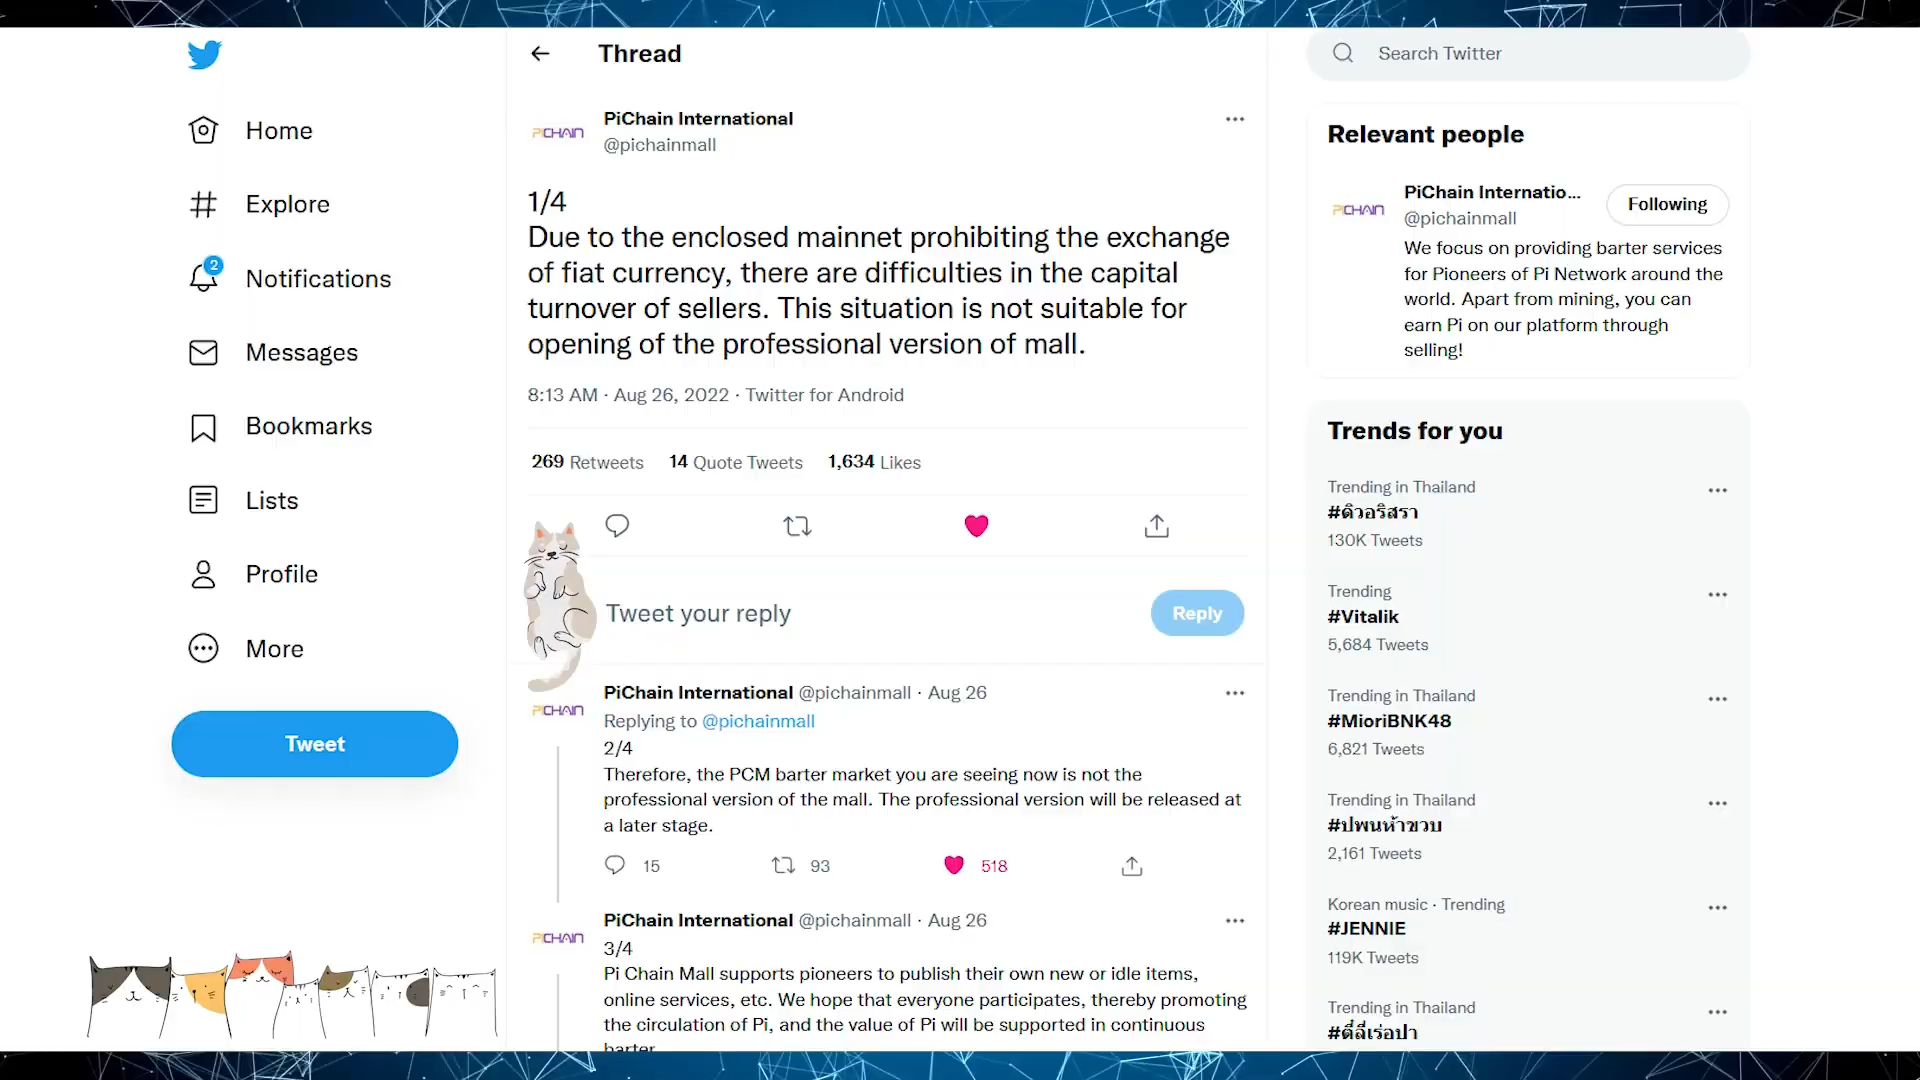 Home
Explore
2
Notifications
Messages
Bookmarks
Lists
Profile
More
Tweet
Thread
PICHAIN
PiChain International
@pichainmall
1/4
Due to the enclosed mainnet prohibiting the exchange
of fiat currency, there are difficulties in the capital
turnover of sellers. This situation is not suitable for
opening of the professional version of mall.
8:13 AM · Aug 26, 2022 · Twitter for Android
269 Retweets 14 Quote Tweets 1,634 Likes
Tweet your reply
Reply
PICHAIN
PiChain International @pichainmall · Aug 26
Replying to @pichainmall
2/4
Therefore, the PCM barter market you are seeing now is not the
professional version of the mall. The professional version will be released at
a later stage.
15 93 518
PICHAIN
PiChain International @pichainmall · Aug 26
3/4
Pi Chain Mall supports pioneers to publish their own new or idle items,
online services, etc. We hope that everyone participates, thereby promoting
the circulation of Pi, and the value of Pi will be supported in continuous
barter
Search Twitter
Relevant people
PICHAIN
PiChain Internatio...
@pichainmall
Following
We focus on providing barter services
for Pioneers of Pi Network around the
world. Apart from mining, you can
earn Pi on our platform through
selling!
Trends for you
Trending in Thailand
#ดิวอริสรา
130K Tweets
Trending
#Vitalik
5,684 Tweets
Trending in Thailand
#MioriBNK48
6,821 Tweets
Trending in Thailand
#ปพนห้าขวบ
2,161 Tweets
Korean music · Trending
#JENNIE
119K Tweets
Trending in Thailand
#ดี๋ลี่เร่อปา